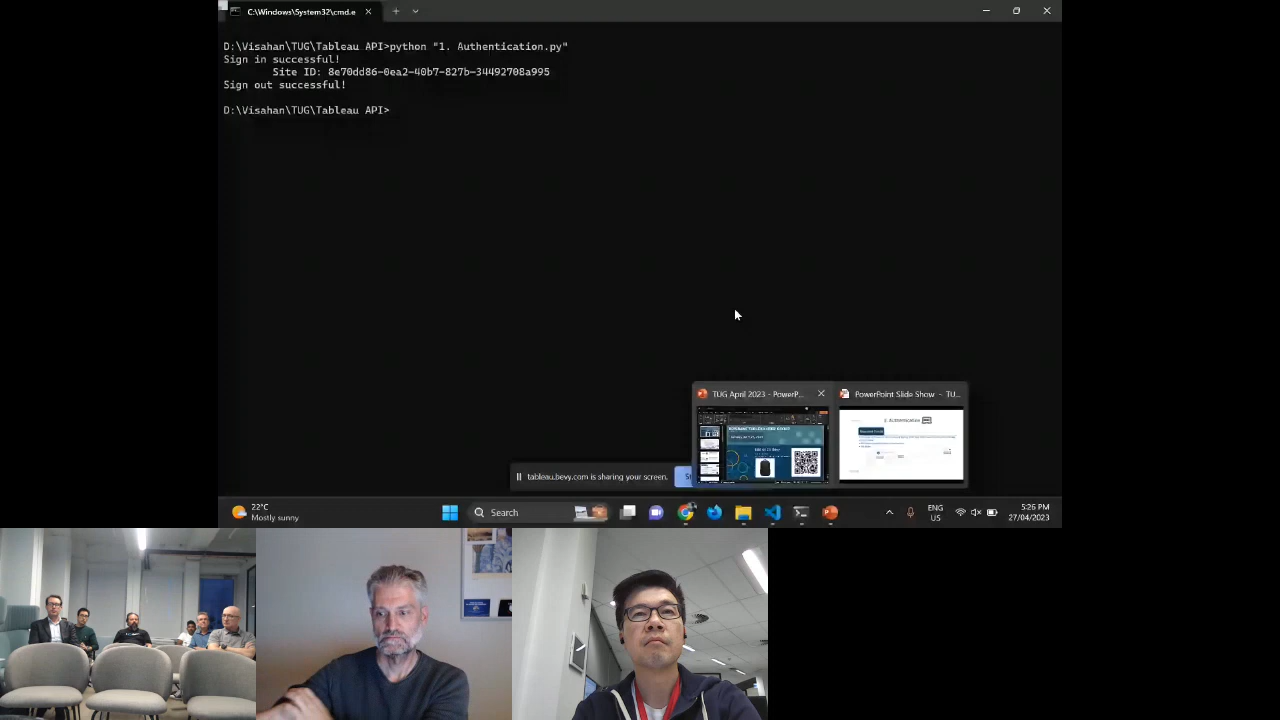 C:\Windows\System32\cmd.e
D:\Visahan\TUG\Tableau API>python "1. Authentication.py"
Sign in successful!
Site ID: 8e70dd86-0ea2-40b7-827b-34492708a995
Sign out successful!
D:\Visahan\TUG\Tableau API>
TUG April 2023 - PowerP...
PowerPoint Slide Show - TU...
tableau.bevy.com is sharing your screen.
22°C
Mostly sunny
Search
ENG
US
5:26 PM
27/04/2023